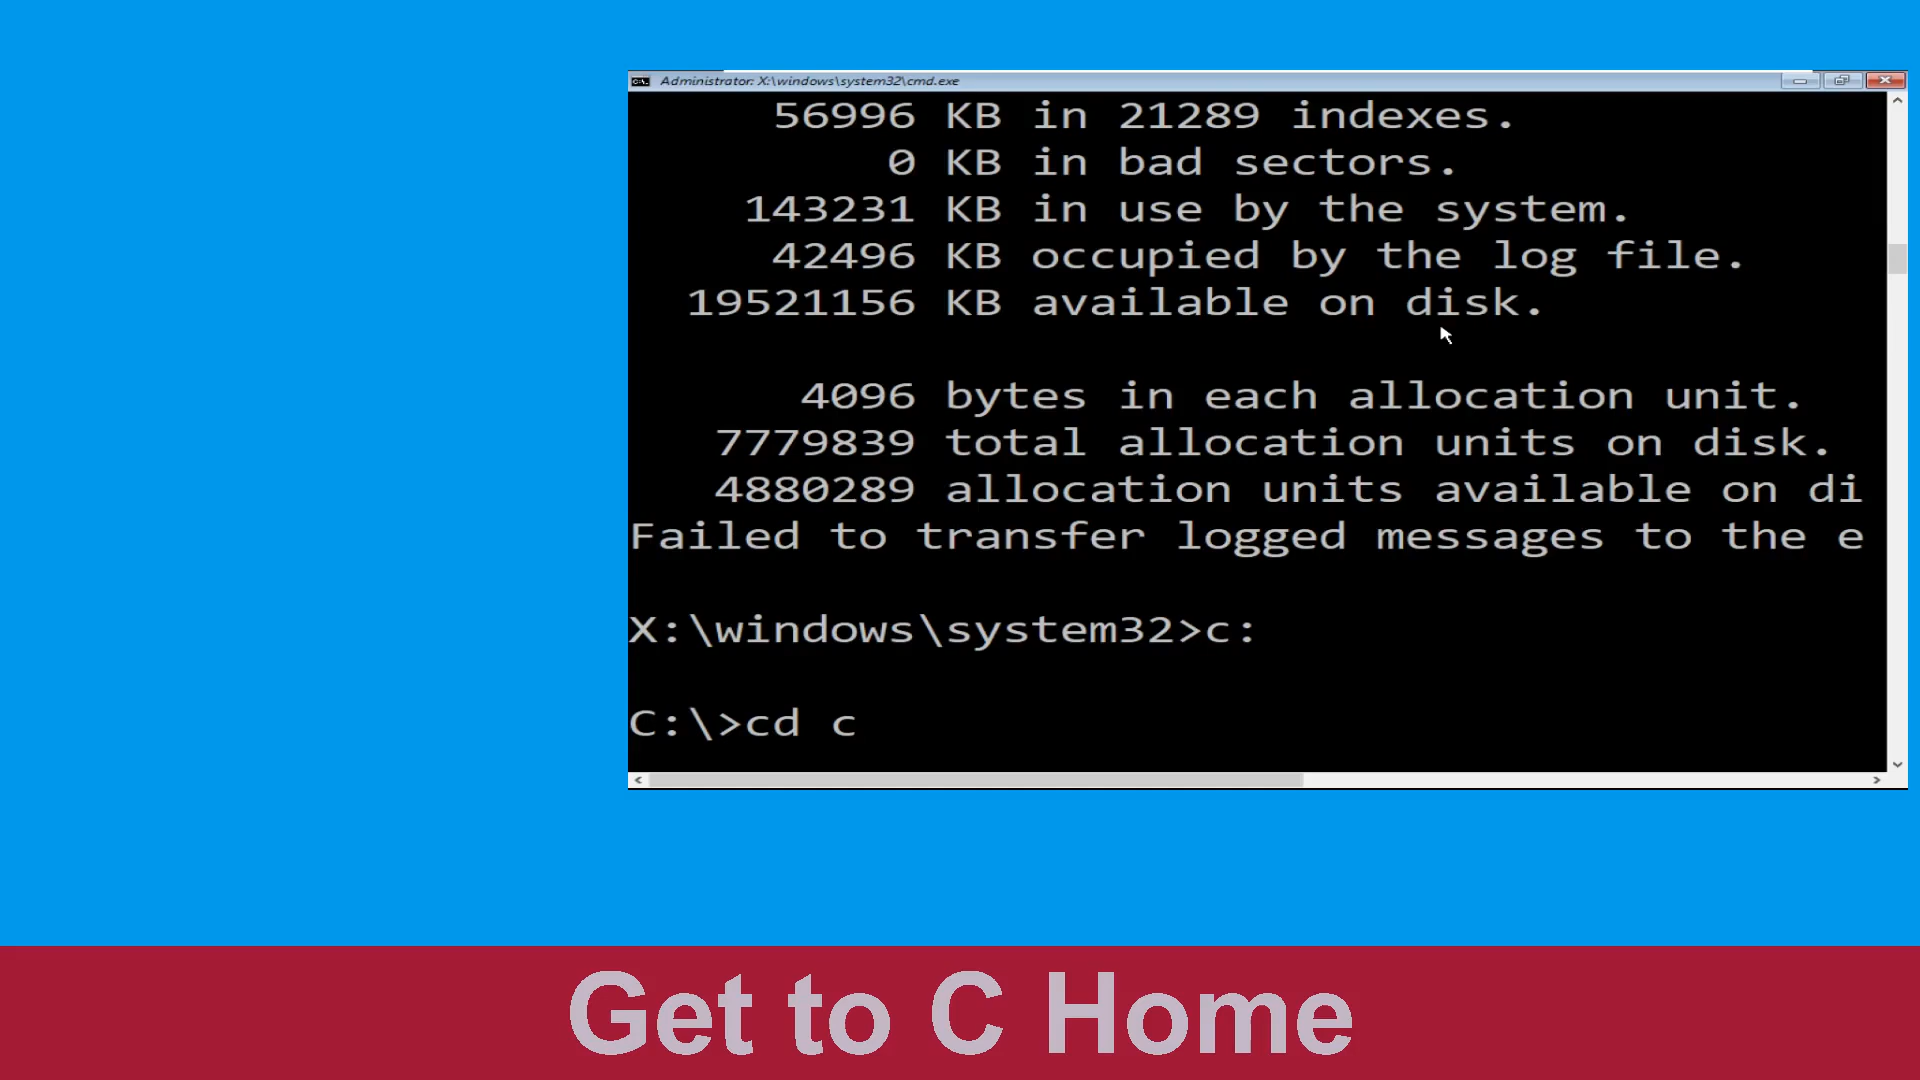 Administrator: X:\windows\system32\cmd.exe
56996 KB in 21289 indexes.
0 KB in bad sectors.
143231 KB in use by the system.
42496 KB occupied by the log file.
19521156 KB available on disk.
4096 bytes in each allocation unit.
7779839 total allocation units on disk.
4880289 allocation units available on di
Failed to transfer logged messages to the e
X:\windows\system32>c:
C:\>cd c
Get to C Home